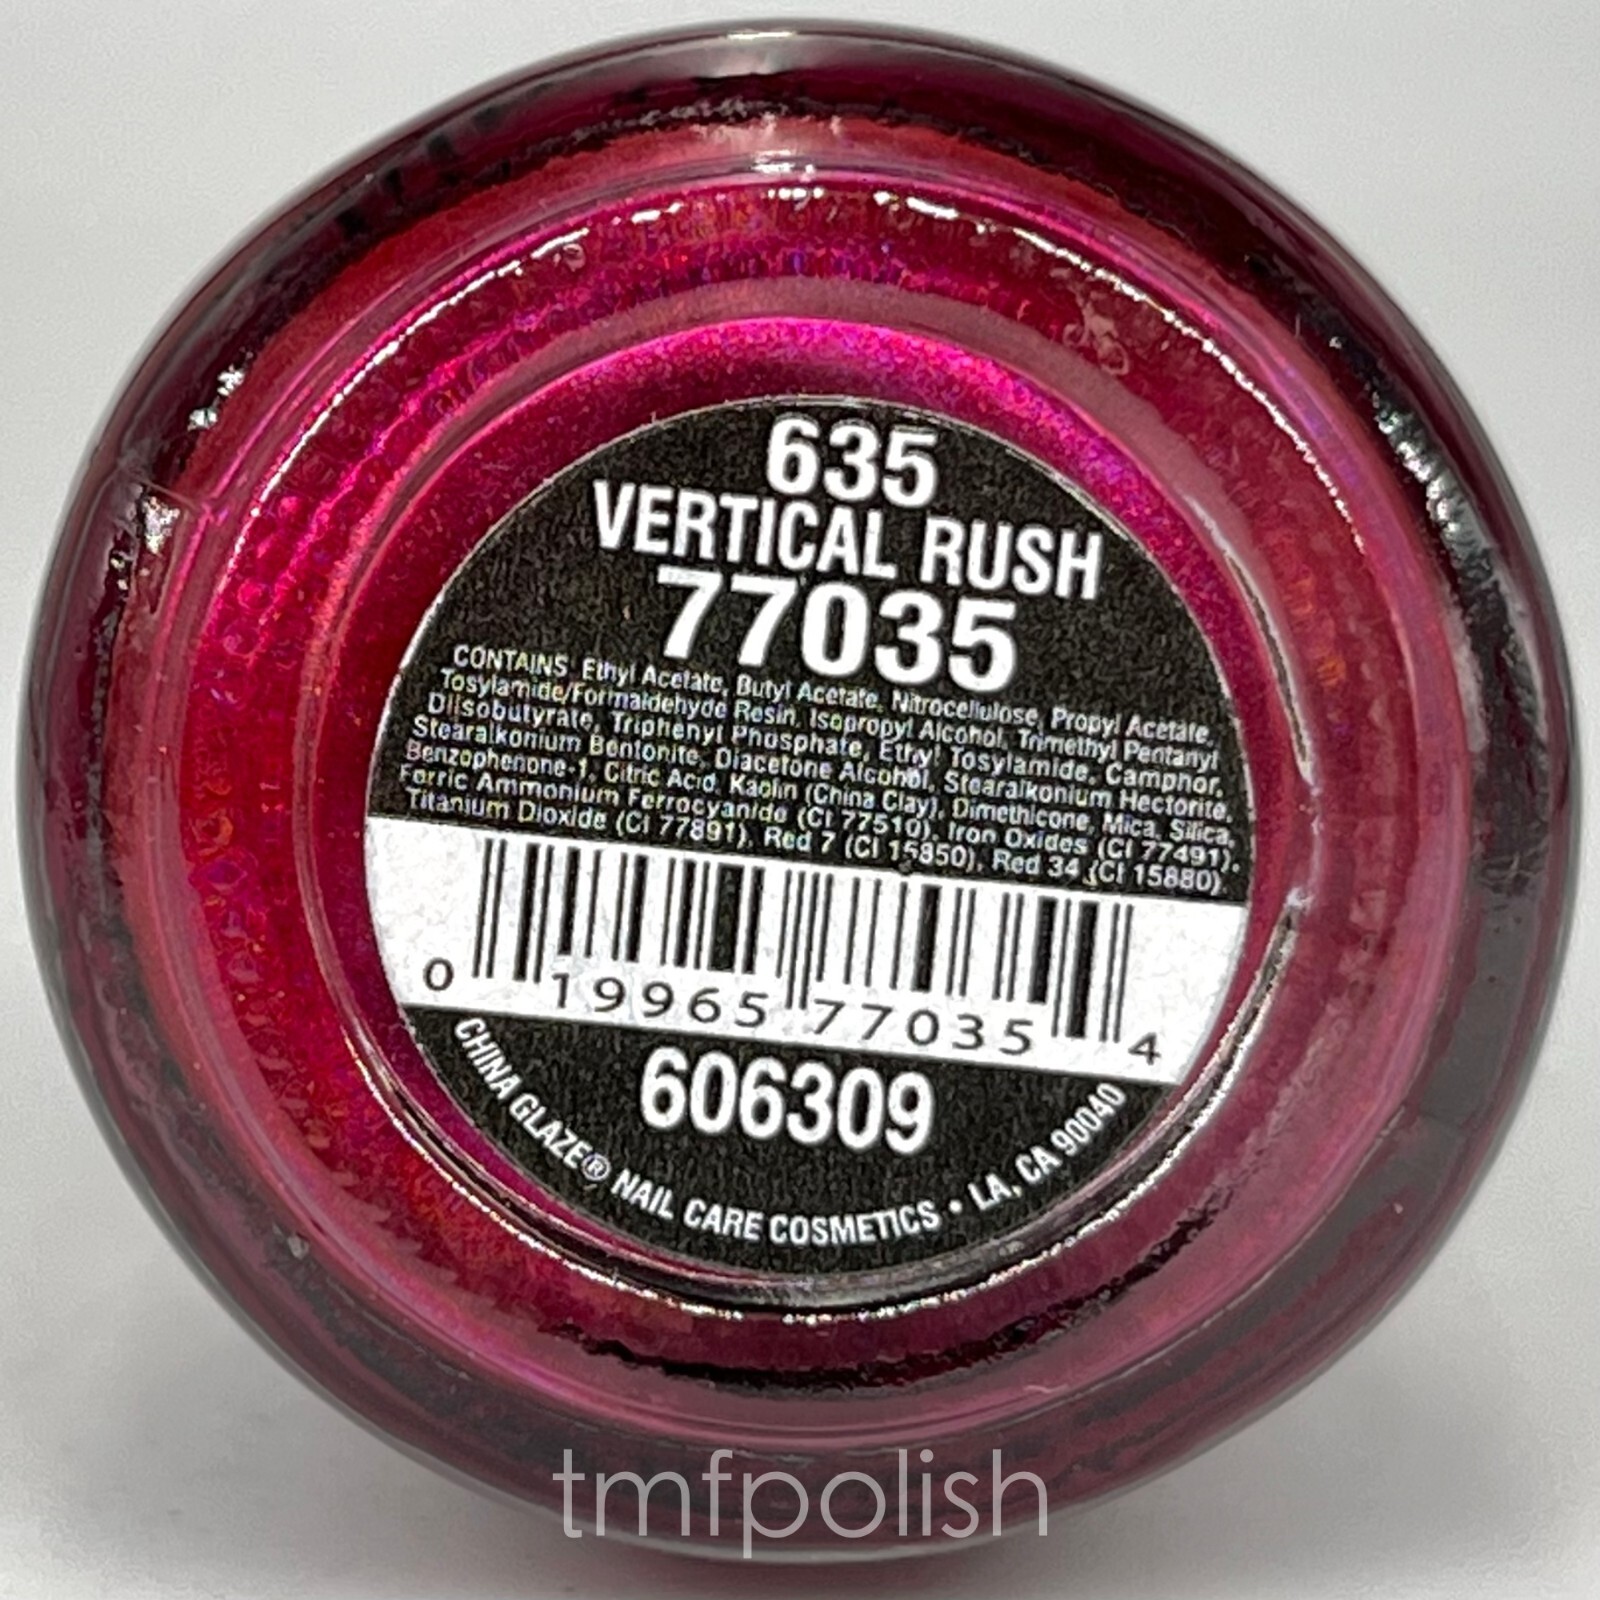 635
VERTICAL RUSH
77035
CONTAINS: Ethyl Acetate, Butyl Acetate, Nitrocellulose, Propyl Acetate,
Tosylamide/Formaldehyde Resin, Isopropyl Alcohol, Trimethyl Pentanyl
Diisobutyrate, Triphenyl Phosphate, Ethyl Tosylamide, Camphor,
Stearalkonium Bentonite, Diacetone Alcohol, Stearalkonium Hectorite,
Benzophenone-1, Citric Acid, Kaolin (China Clay), Dimethicone, Mica, Silica,
Ferric Ammonium Ferrocyanide (CI 77510), Iron Oxides (CI 77491),
Titanium Dioxide (CI 77891), Red 7 (CI 15850), Red 34 (CI 15880)
0 19965 77035 4
606309
CHINA GLAZE® NAIL CARE COSMETICS • LA, CA 90040
tmfpolish